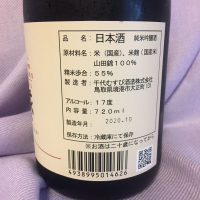 品名：日本酒 純米吟醸酒
原材料名：米（国産）、米麹（国産米）
山田錦100％
精米歩合：55％
製造者：千代むすび酒造株式会社
鳥取県境港市大正町131
アルコール：17度
内容量：720ml
製造年月： 2020.10
保存方法：冷蔵庫にて保存
※お酒は二十歳になってから
4938995014626